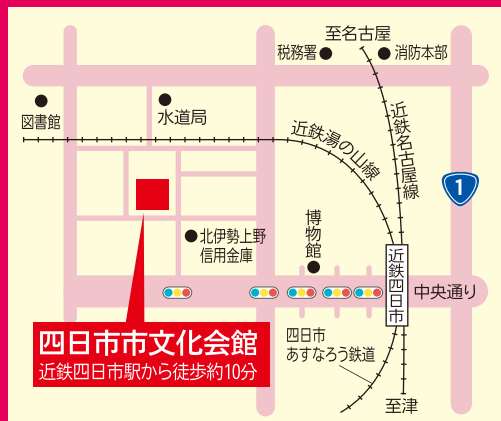 至名古屋
税務署
消防本部
図書館
水道局
近鉄湯の山線
近鉄名古屋線
1
北伊勢上野
信用金庫
博物館
近鉄四日市
中央通り
四日市市文化会館
近鉄四日市市駅から徒歩約10分
四日市
あすなろう鉄道
至津